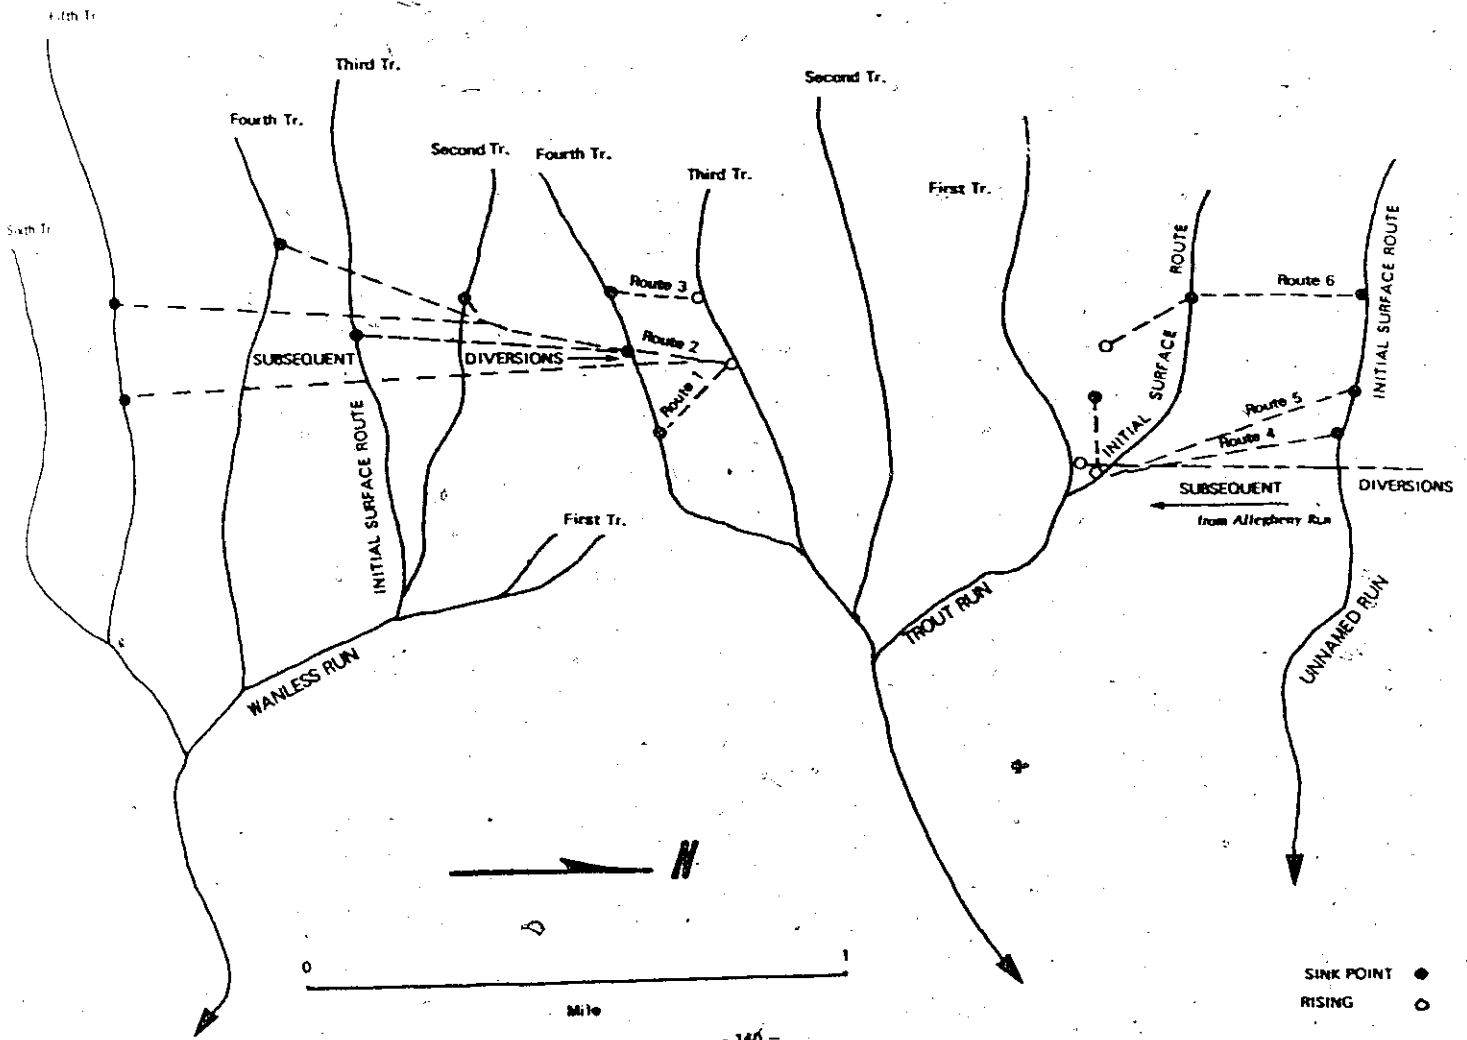 Fifth Tr
Third Tr.
Second Tr.
Fourth Tr.
Second Tr.
Fourth Tr.
Third Tr.
First Tr.
Sixth Tr
Route 3
Route 2
Route 1
SUBSEQUENT DIVERSIONS
INITIAL SURFACE ROUTE
First Tr.
WANLESS RUN
INITIAL SURFACE ROUTE
Route 6
INITIAL SURFACE ROUTE
Route 5
Route 4
SUBSEQUENT DIVERSIONS
from Allegheny Run
TROUT RUN
UNNAMED RUN
N
0 1
Mile
SINK POINT
RISING
- 140 -